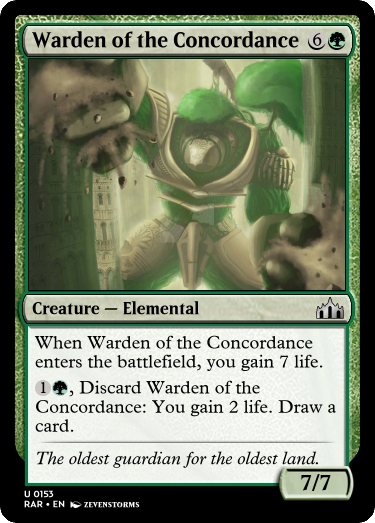 Warden of the Concordance 6
Creature — Elemental
When Warden of the Concordance
enters the battlefield, you gain 7 life.
1, Discard Warden of the
Concordance: You gain 2 life. Draw a
card.
The oldest guardian for the oldest land.
7/7
U 0153
RAR • EN ZEVENSTORMS